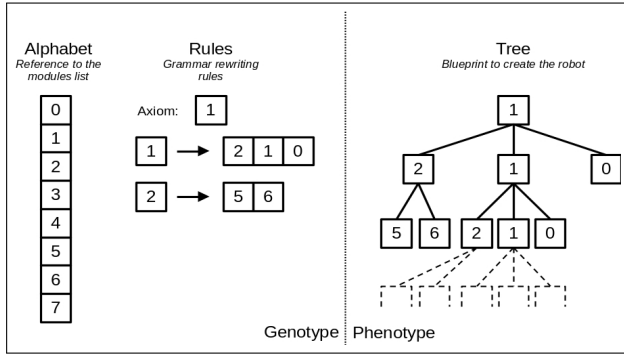 Alphabet
Reference to the
modules list
0
1
2
3
4
5
6
7
Rules
Grammar rewriting
rules
Axiom: 1
1 2 1 0
2 5 6
Genotype
Tree
Blueprint to create the robot
1
2 1 0
5 6 2 1 0
Phenotype